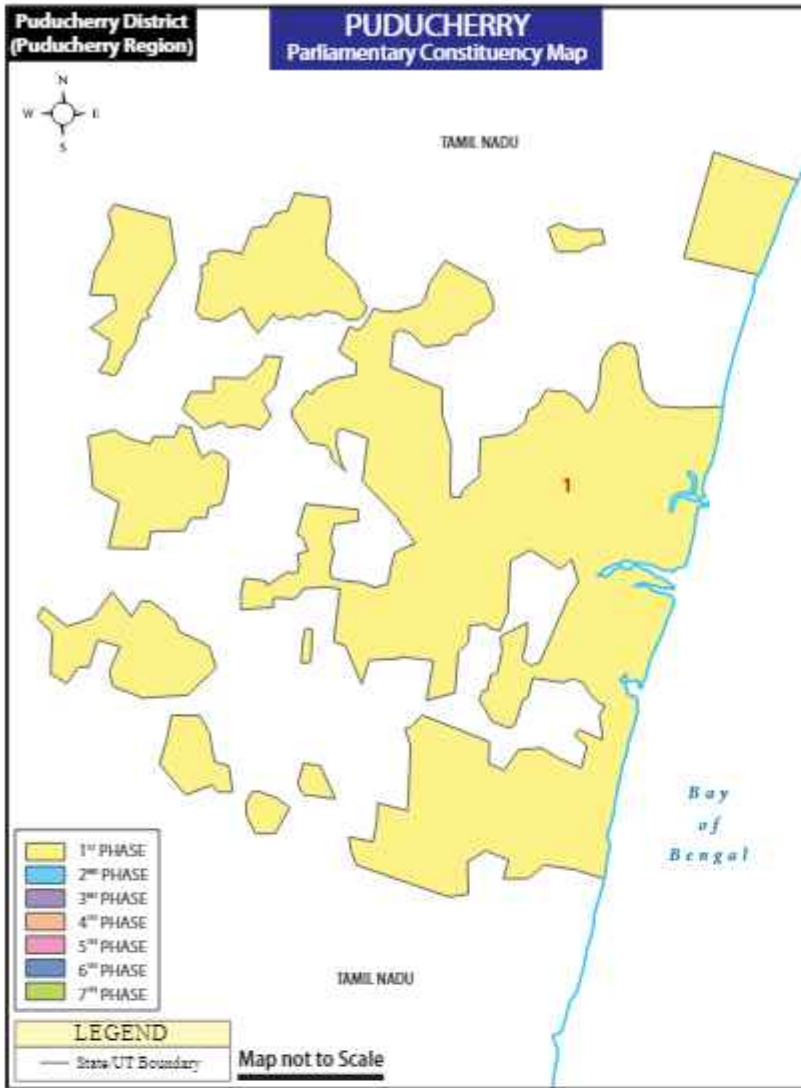 Puducherry District
(Puducherry Region)
PUDUCHERRY
Parliamentary Constituency Map
N
W E
S
TAMIL NADU
1
Bay
of
Bengal
1ST PHASE
2ND PHASE
3RD PHASE
4TH PHASE
5TH PHASE
6TH PHASE
7TH PHASE
TAMIL NADU
LEGEND
State/UT Boundary
Map not to Scale